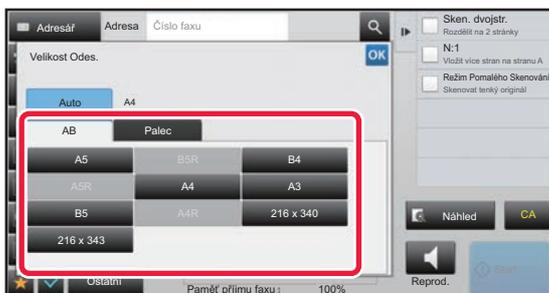 Adresář
Adresa
Číslo faxu
Velikost Odes.
OK
Auto
A4
AB
Palec
A5
B5R
B4
A5R
A4
A3
B5
A4R
216 x 340
216 x 343
Ostatní
Paměť příjmu faxu :
100%
Sken. dvojstr.
Rozdělit na 2 stránky
N:1
Vložit více stran na stranu A
Režim Pomalého Skenování
Skenovat tenký originál
Náhled
CA
Reprod.
Start